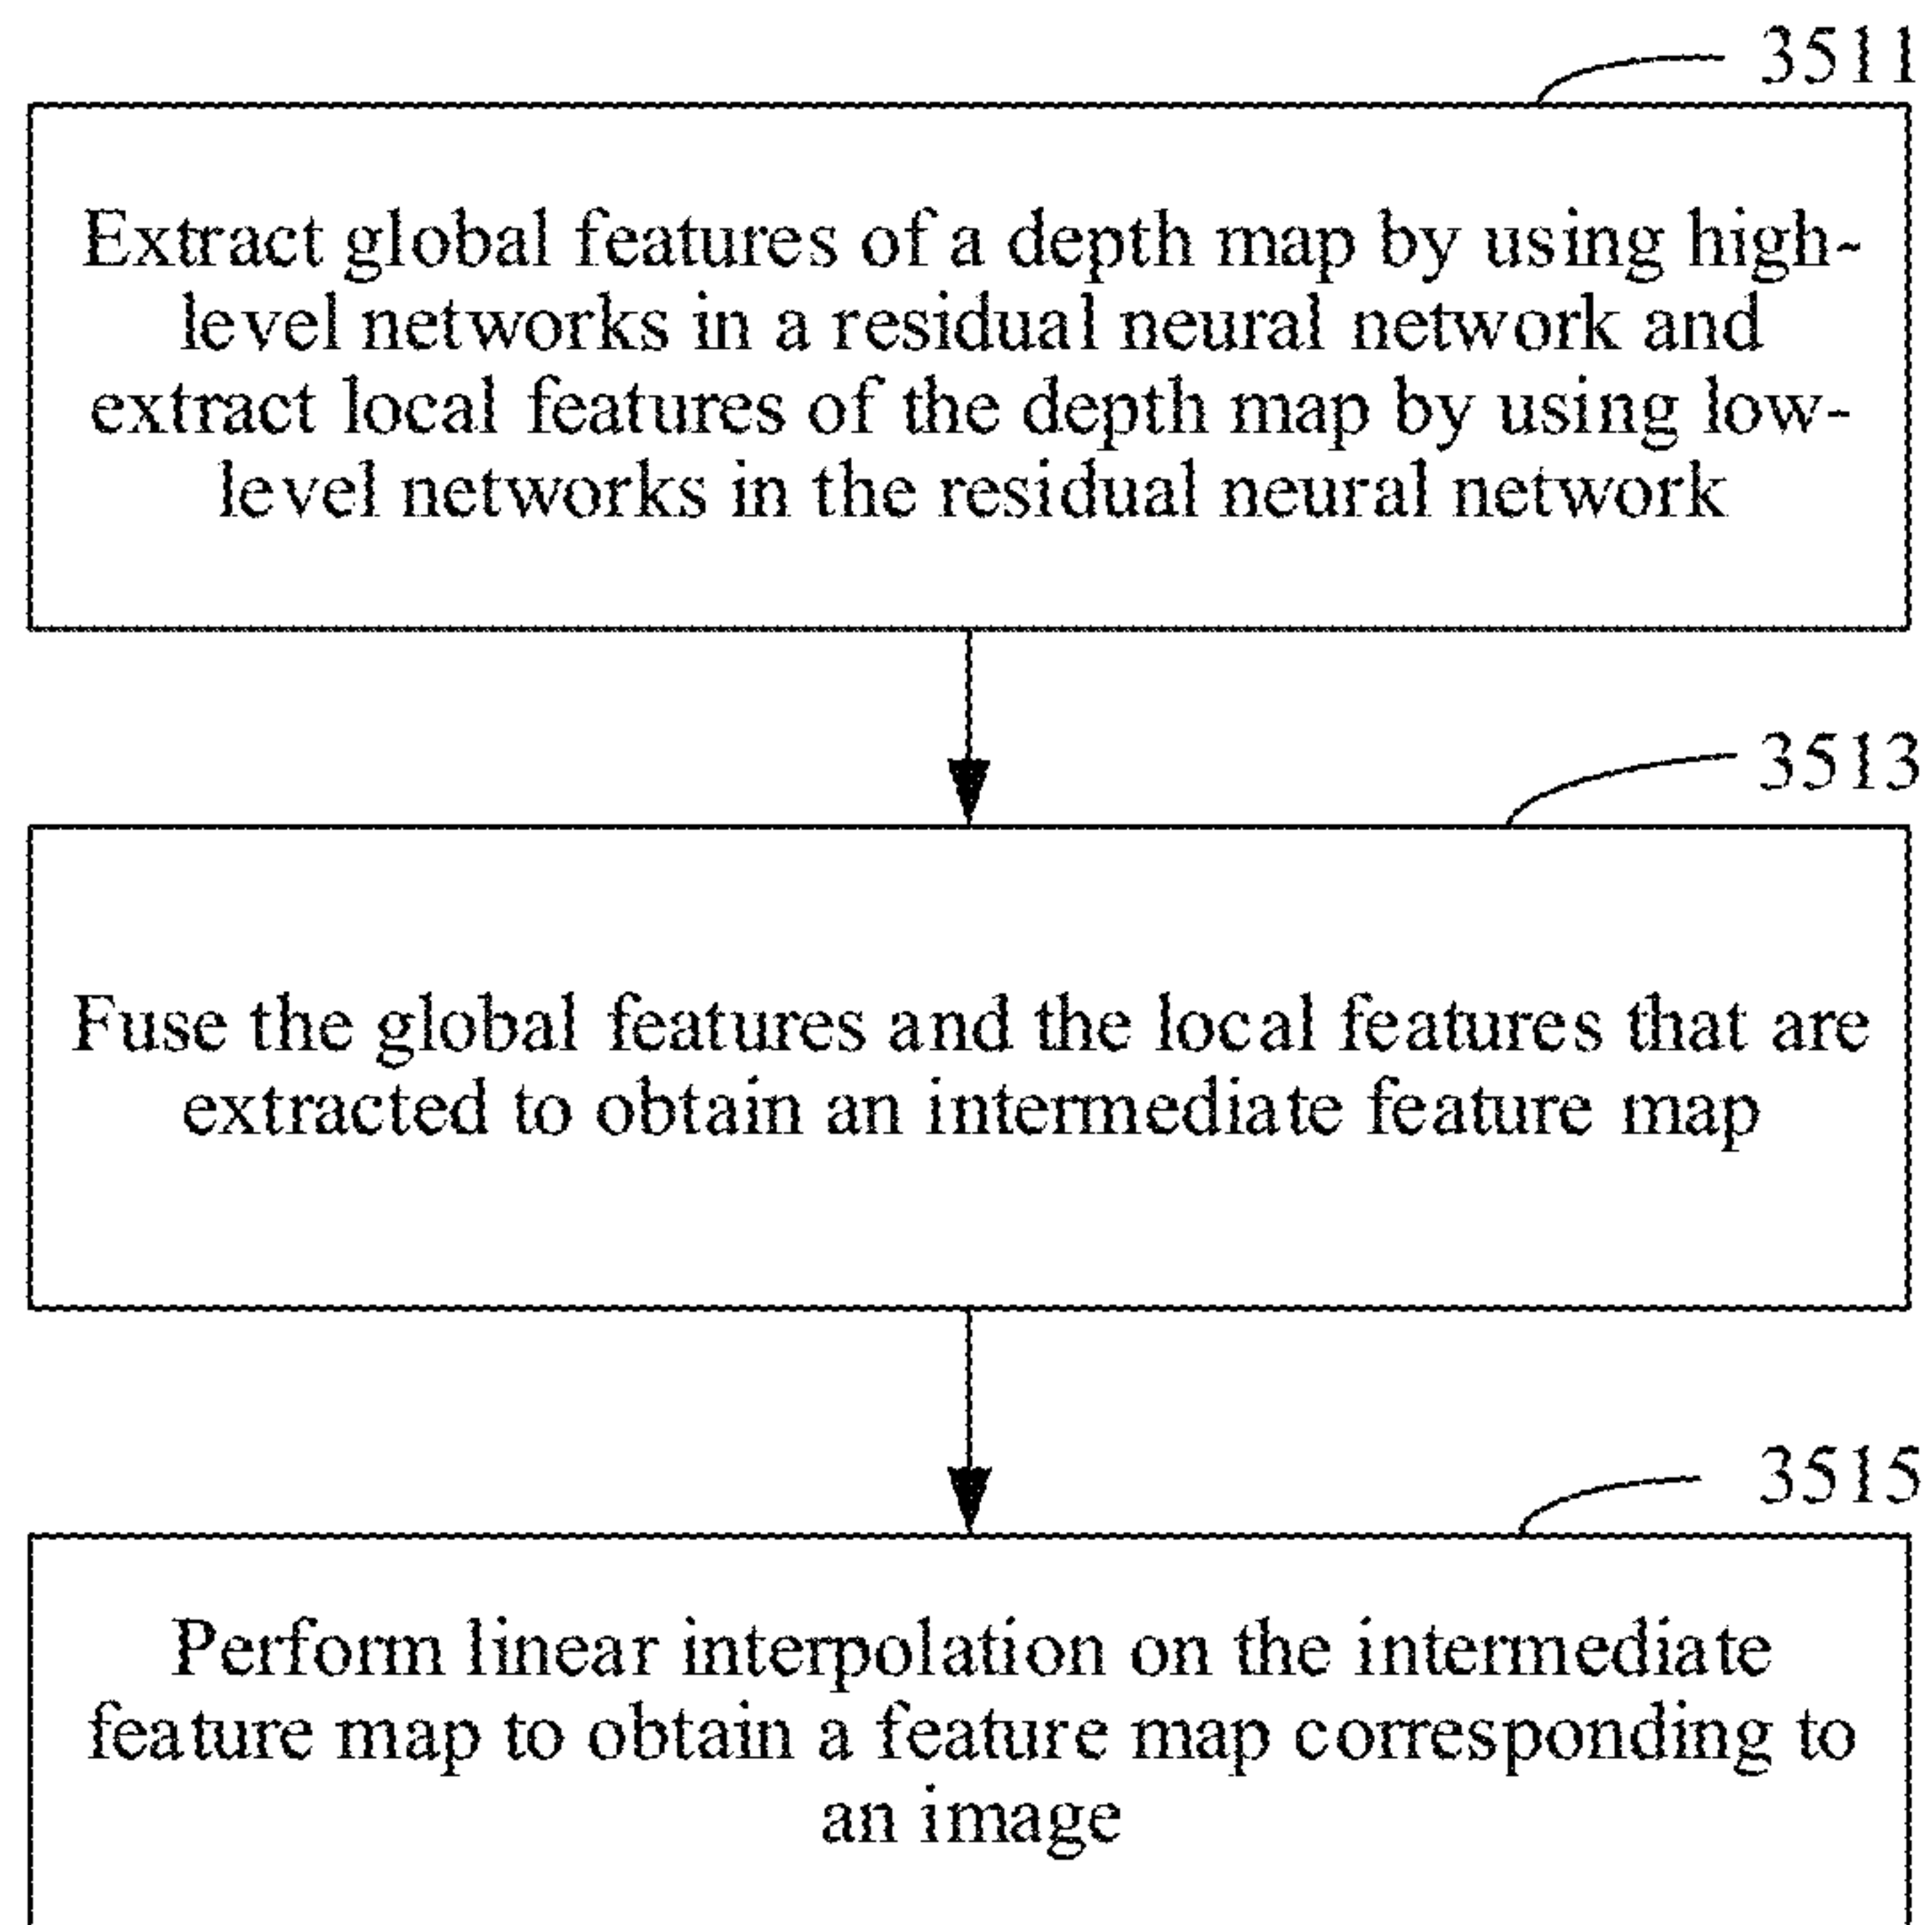 3511
Extract global features of a depth map by using high-
level networks in a residual neural network and
extract local features of the depth map by using low-
level networks in the residual neural network
3513
Fuse the global features and the local features that are
extracted to obtain an intermediate feature map
3515
Perform linear interpolation on the intermediate
feature map to obtain a feature map corresponding to
an image